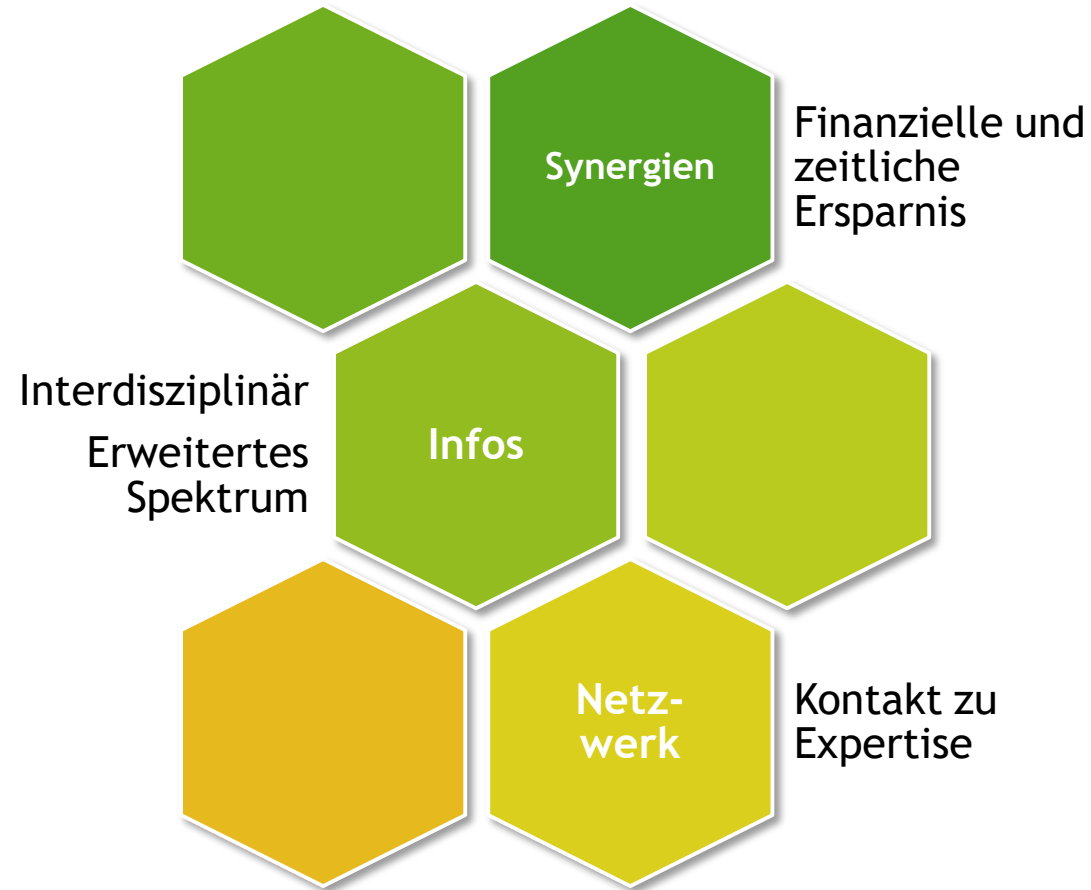 Synergien
Finanzielle und
zeitliche
Ersparnis
Interdisziplinär
Erweitertes
Spektrum
Infos
Netz-
werk
Kontakt zu
Expertise